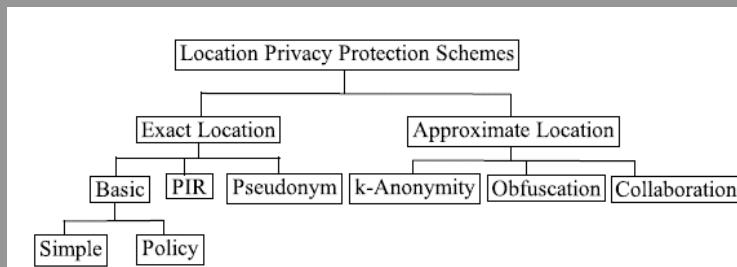 Location Privacy Protection Schemes
Exact Location
Approximate Location
Basic
PIR
Pseudonym
k-Anonymity
Obfuscation
Collaboration
Simple
Policy